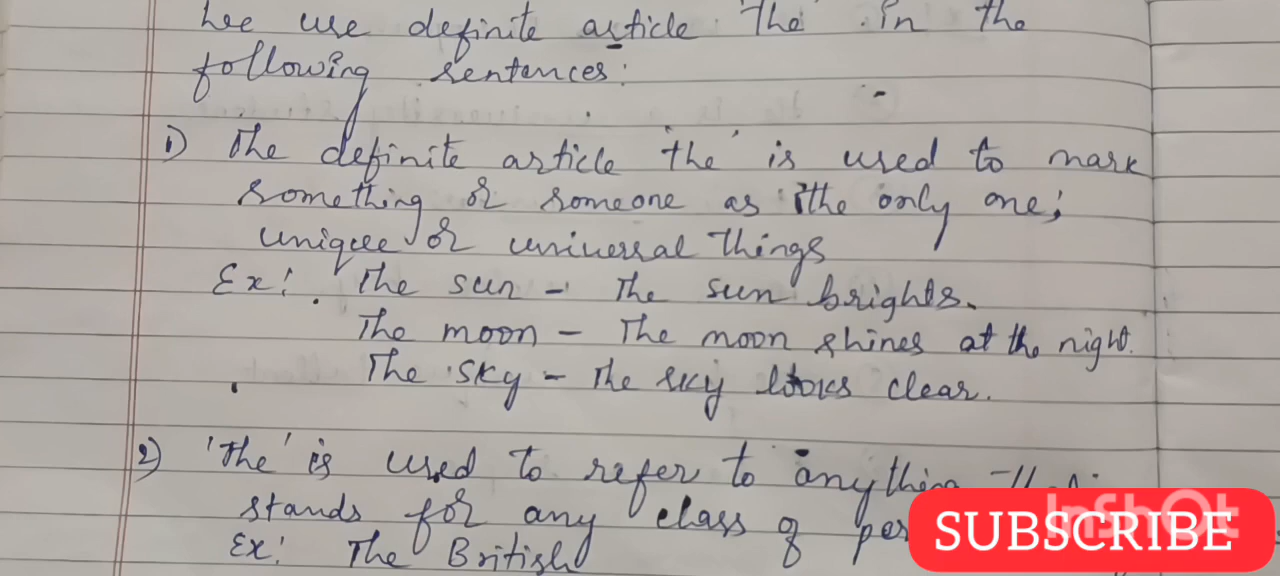 We use definite article 'The' in the
following sentences:
1) The definite article 'the' is used to mark
something or someone as the only one;
unique or universal things
Ex: The sun - The sun brights.
The moon - The moon shines at the night.
The sky - The sky looks clear.
2) 'The' is used to refer to anything
stands for any class of
Ex: The British
InShOt
SUBSCRIBE